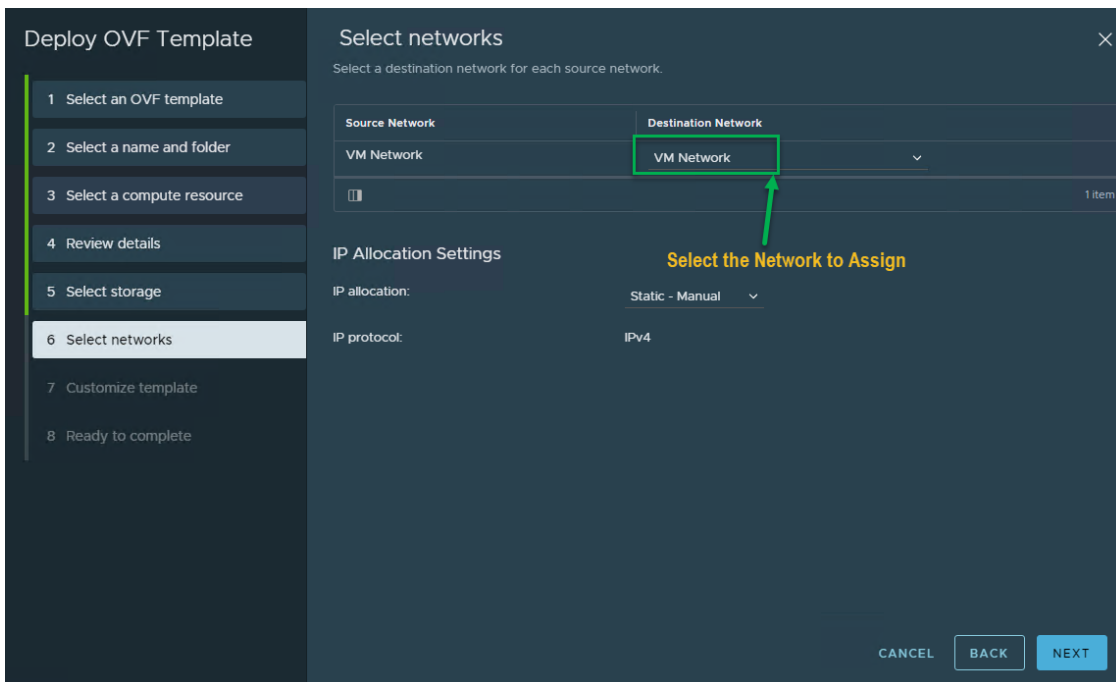 Deploy OVF Template
1 Select an OVF template
2 Select a name and folder
3 Select a compute resource
4 Review details
5 Select storage
6 Select networks
7 Customize template
8 Ready to complete
Select networks
Select a destination network for each source network.
Source Network Destination Network
VM Network VM Network
1 item
IP Allocation Settings
Select the Network to Assign
IP allocation: Static - Manual
IP protocol: IPv4
CANCEL BACK NEXT